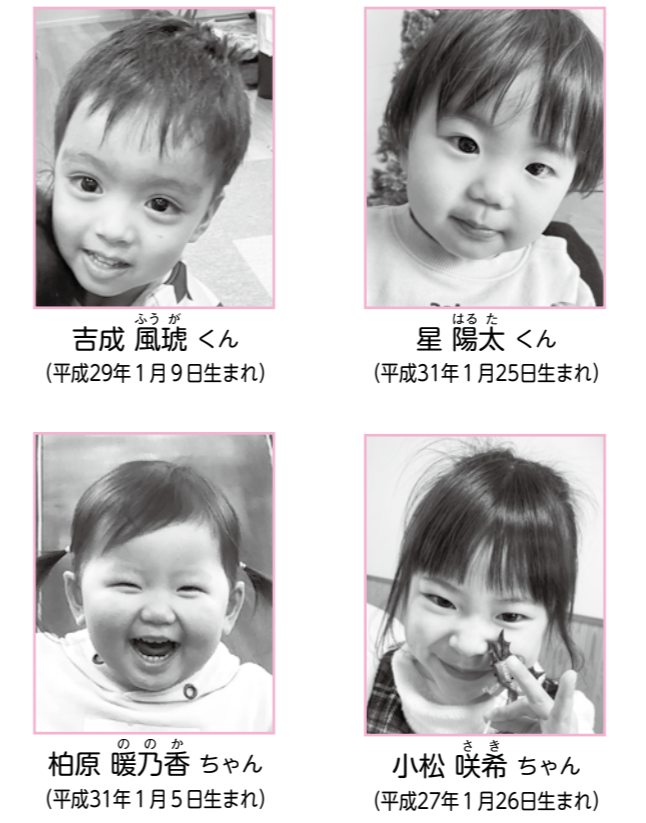 ふうが
吉成 風琥 くん
(平成29年1月9日生まれ)
はるた
星 陽太 くん
(平成31年1月25日生まれ)
ののか
柏原 暖乃香 ちゃん
(平成31年1月5日生まれ)
さき
小松 咲希 ちゃん
(平成27年1月26日生まれ)